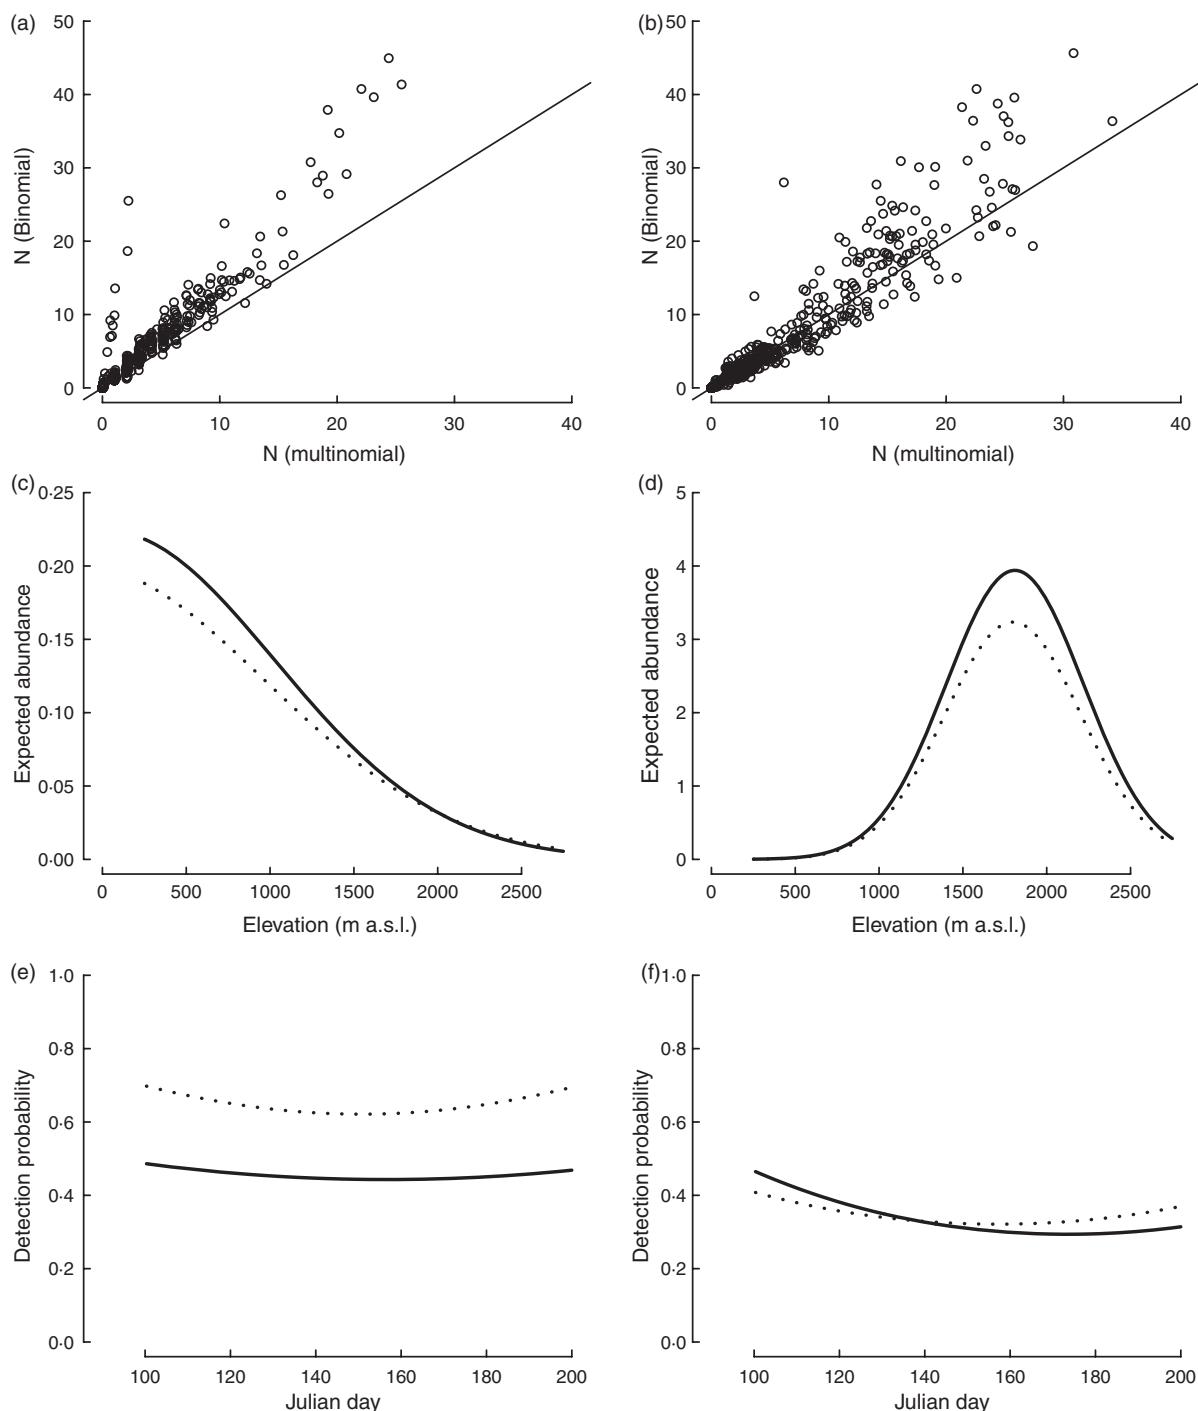 (a)
50
40
30
20
10
0
N (Binomial)
0 10 20 30 40
N (multinomial)
(b)
50
40
30
20
10
0
N (Binomial)
0 10 20 30 40
N (multinomial)
(c)
0·25
0·20
0·15
0·10
0·05
0·00
Expected abundance
0 500 1000 1500 2000 2500
Elevation (m a.s.l.)
(d)
5
4
3
2
1
0
Expected abundance
0 500 1000 1500 2000 2500
Elevation (m a.s.l.)
(e)
1·0
0·8
0·6
0·4
0·2
0·0
Detection probability
100 120 140 160 180 200
Julian day
(f)
1·0
0·8
0·6
0·4
0·2
0·0
Detection probability
100 120 140 160 180 200
Julian day